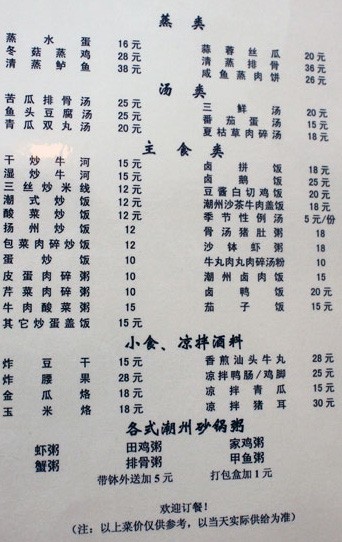 蒸 类
蒸水蛋 16元
冬菇蒸鸡 28元
清蒸鲈鱼 38元
蒜蓉丝瓜 20元
清蒸排骨 36元
咸鱼蒸肉饼 26元
汤 类
苦瓜排骨汤 25元
鱼头豆腐汤 25元
青瓜双丸汤 20元
三鲜汤 20元
番茄蛋汤 15元
夏枯草肉碎汤 18元
主 食 类
干炒牛河 15元
湿炒牛河 15元
三丝炒米线 12元
潮式炒饭 12元
酸菜炒饭 12元
扬州炒饭 12
包菜肉碎炒饭 12
蛋炒饭 10
皮蛋肉碎粥 10
芹菜肉碎粥 10
牛肉酸菜粥 15
其它炒蛋盖饭 15元
卤拼饭 18元
卤鹅饭 25元
豆酱白切鸡饭 20元
潮州沙茶牛肉盖饭 18元
季节性例汤 5元/份
骨汤猪肚粥 18
沙钵虾粥 18
牛肉丸肉碎汤粉 10
潮州卤肉饭 15
卤鸭饭 20元
茄子饭 15元
小食、凉拌酒料
炸豆干 15元
炸腰果 28元
金瓜烙 18元
玉米烙 18元
香煎汕头牛丸 28元
凉拌鸭肠/鸡脚 25元
凉拌青瓜 15元
凉拌猪耳 30元
各式潮州砂锅粥
虾粥 田鸡粥 家鸡粥
蟹粥 排骨粥 甲鱼粥
带钵外送加5元 打包盒加1元
欢迎订餐!
(注:以上菜价仅供参考,以当天实际供给为准)